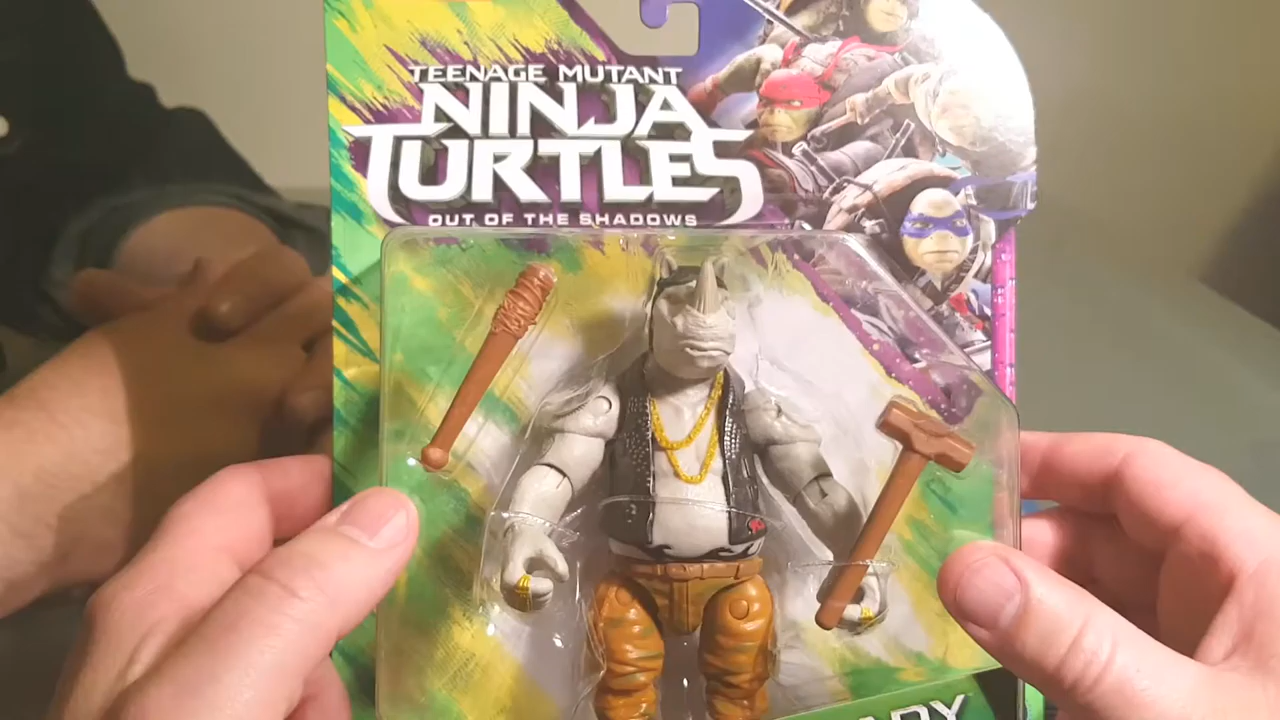 TEENAGE MUTANT
NINJA
TURTLES
OUT OF THE SHADOWS